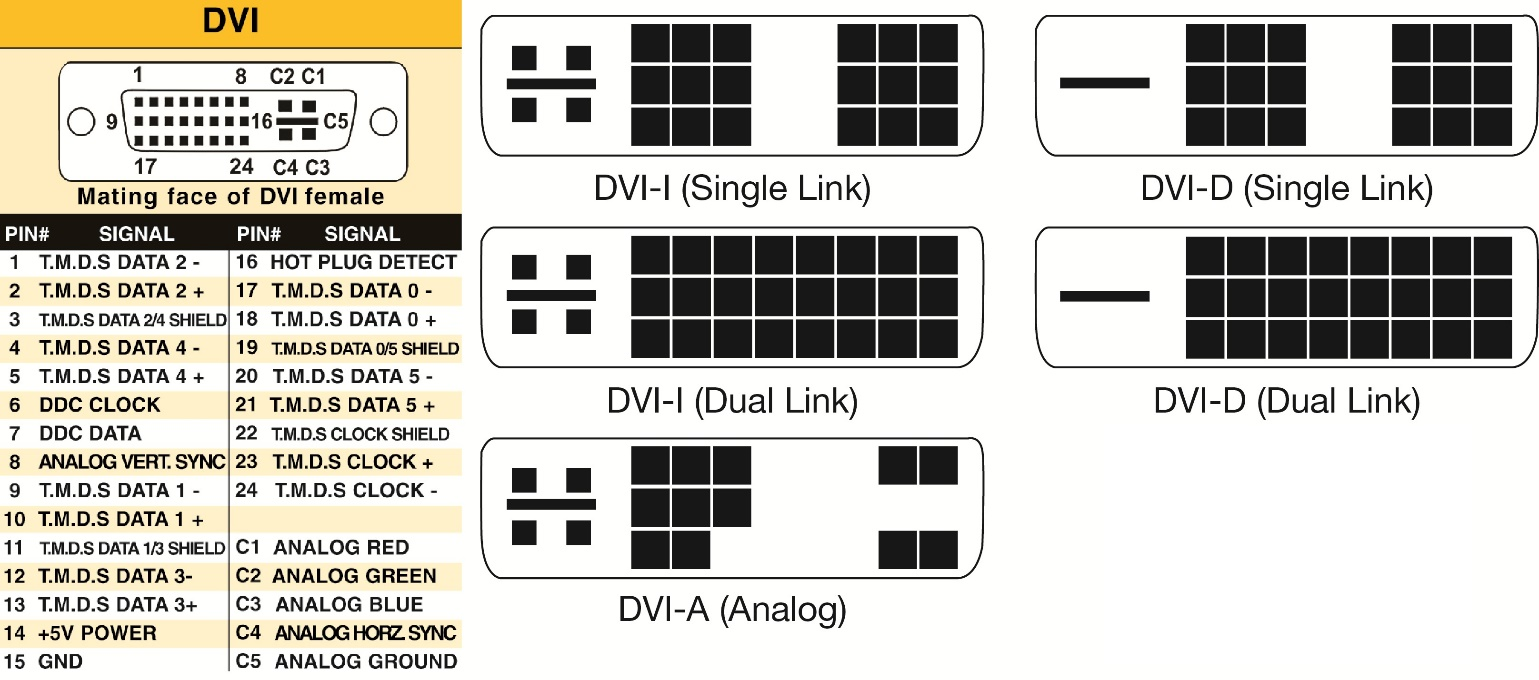 DVI
1 8 C2 C1
9 16 C5
17 24 C4 C3
Mating face of DVI female
PIN# SIGNAL PIN# SIGNAL
1 T.M.D.S DATA 2 - 16 HOT PLUG DETECT
2 T.M.D.S DATA 2 + 17 T.M.D.S DATA 0 -
3 T.M.D.S DATA 2/4 SHIELD 18 T.M.D.S DATA 0 +
4 T.M.D.S DATA 4 - 19 T.M.D.S DATA 0/5 SHIELD
5 T.M.D.S DATA 4 + 20 T.M.D.S DATA 5 -
6 DDC CLOCK 21 T.M.D.S DATA 5 +
7 DDC DATA 22 T.M.D.S CLOCK SHIELD
8 ANALOG VERT. SYNC 23 T.M.D.S CLOCK +
9 T.M.D.S DATA 1 - 24 T.M.D.S CLOCK -
10 T.M.D.S DATA 1 +
11 T.M.D.S DATA 1/3 SHIELD C1 ANALOG RED
12 T.M.D.S DATA 3- C2 ANALOG GREEN
13 T.M.D.S DATA 3+ C3 ANALOG BLUE
14 +5V POWER C4 ANALOG HORZ. SYNC
15 GND C5 ANALOG GROUND
DVI-I (Single Link)
DVI-D (Single Link)
DVI-I (Dual Link)
DVI-D (Dual Link)
DVI-A (Analog)